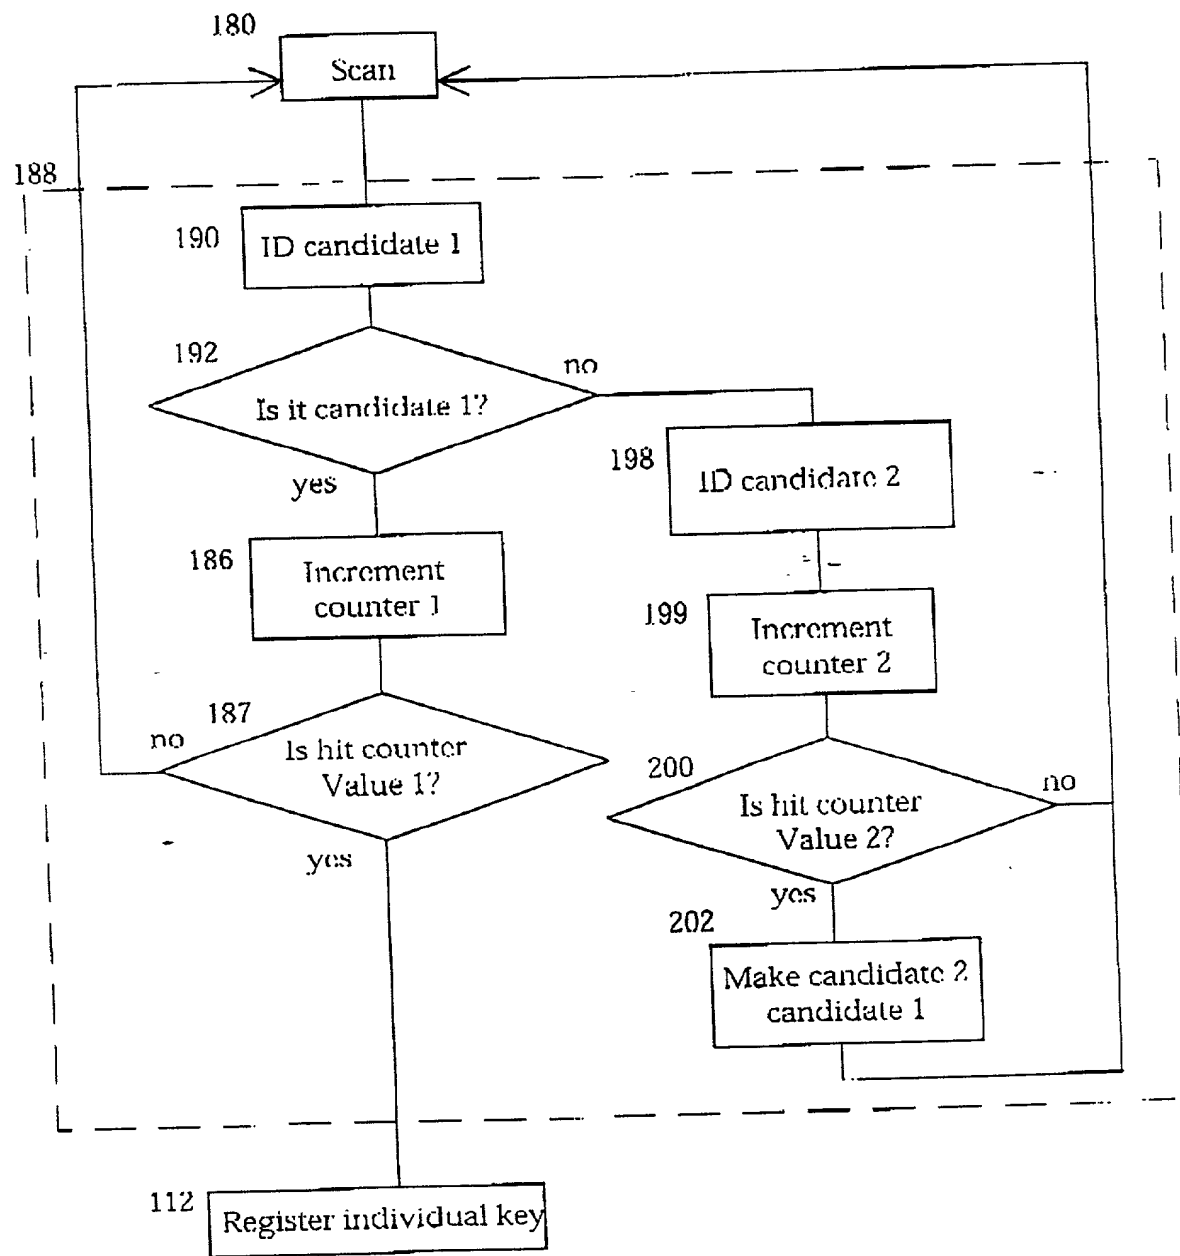 180
Scan
188
190
ID candidate 1
192
no
Is it candidate 1?
yes
198
ID candidate 2
186
Increment
counter 1
199
Increment
counter 2
187
no
Is hit counter
Value 1?
yes
200
no
Is hit counter
Value 2?
yes
202
Make candidate 2
candidate 1
112
Register individual key